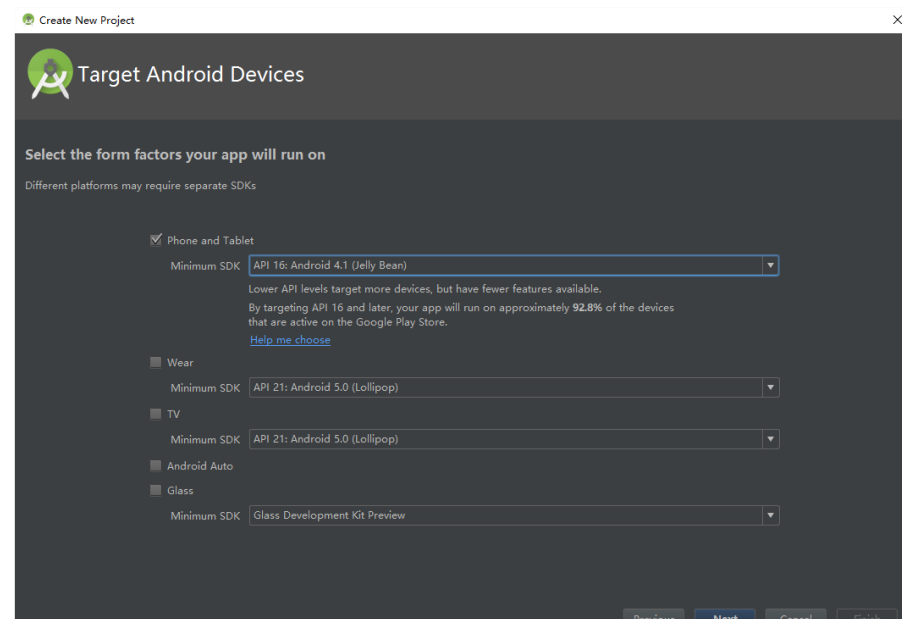 Create New Project
Target Android Devices
Select the form factors your app will run on
Different platforms may require separate SDKs
Phone and Tablet
Minimum SDK API 16: Android 4.1 (Jelly Bean)
Lower API levels target more devices, but have fewer features available.
By targeting API 16 and later, your app will run on approximately 92.8% of the devices
that are active on the Google Play Store.
Help me choose
Wear
Minimum SDK API 21: Android 5.0 (Lollipop)
TV
Minimum SDK API 21: Android 5.0 (Lollipop)
Android Auto
Glass
Minimum SDK Glass Development Kit Preview
Previous Next Cancel Finish